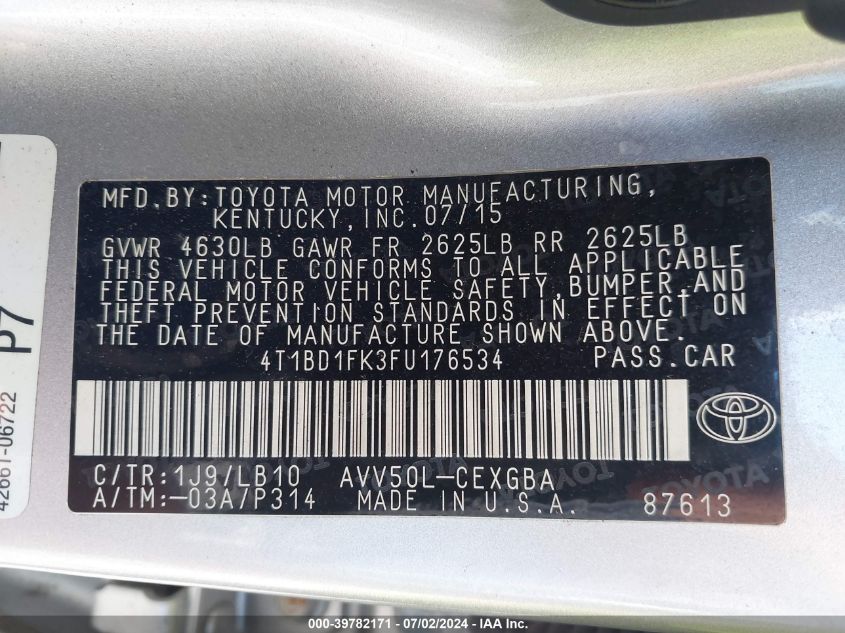 MFD.BY:TOYOTA MOTOR MANUFACTURING,
KENTUCKY,INC.07/15
GVWR 4630LB GAWR FR 2625LB RR 2625LB
THIS VEHICLE CONFORMS TO ALL APPLICABLE
FEDERAL MOTOR VEHICLE SAFETY,BUMPER,AND
THEFT PREVENTION STANDARDS IN EFFECT ON
THE DATE OF MANUFACTURE SHOWN ABOVE.
4T1BD1FK3FU176534 PASS.CAR
C/TR:1J9/LB10 AVV50L-CEXGBA
A/TM:-03A/P314 MADE IN U.S.A. 87613
P7
42661-06722
000-39782171 - 07/02/2024 - © IAA Inc.